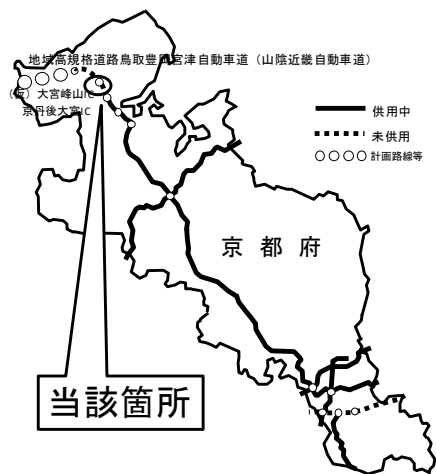 地域高規格道路鳥取豊岡宮津自動車道（山陰近畿自動車道）
（仮）大宮峰山IC
京丹後大宮IC
供用中
未供用
計画路線等
京都府
当該箇所